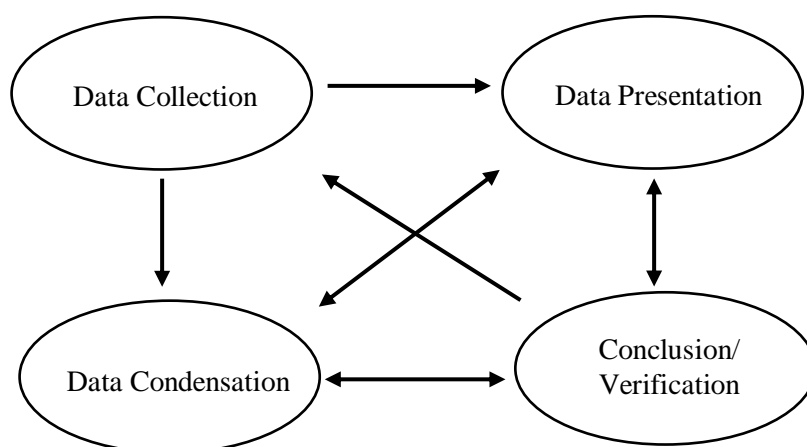 Data Collection
Data Presentation
Data Condensation
Conclusion/
Verification